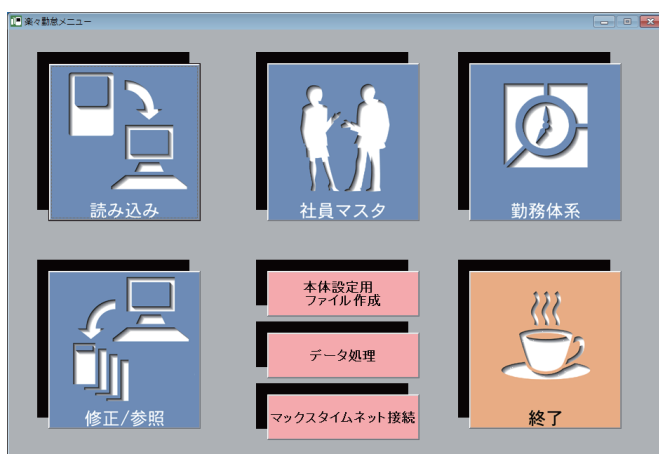 楽々勤怠メニュー
読み込み
社員マスタ
勤務体系
修正/参照
本体設定用
ファイル作成
データ処理
マックスタイムネット接続
終了